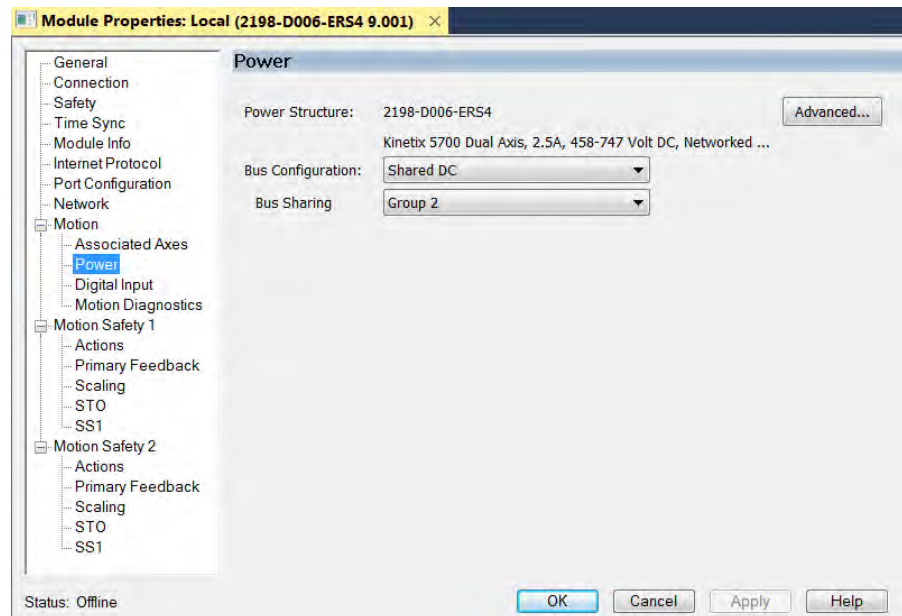 Module Properties: Local (2198-D006-ERS4 9.001) ×
General
Connection
Safety
Time Sync
Module Info
Internet Protocol
Port Configuration
Network
Motion
Associated Axes
Power
Digital Input
Motion Diagnostics
Motion Safety 1
Actions
Primary Feedback
Scaling
STO
SS1
Motion Safety 2
Actions
Primary Feedback
Scaling
STO
SS1
Power
Power Structure: 2198-D006-ERS4 Advanced...
Kinetix 5700 Dual Axis, 2.5A, 458-747 Volt DC, Networked ...
Bus Configuration: Shared DC
Bus Sharing Group 2
Status: Offline OK Cancel Apply Help